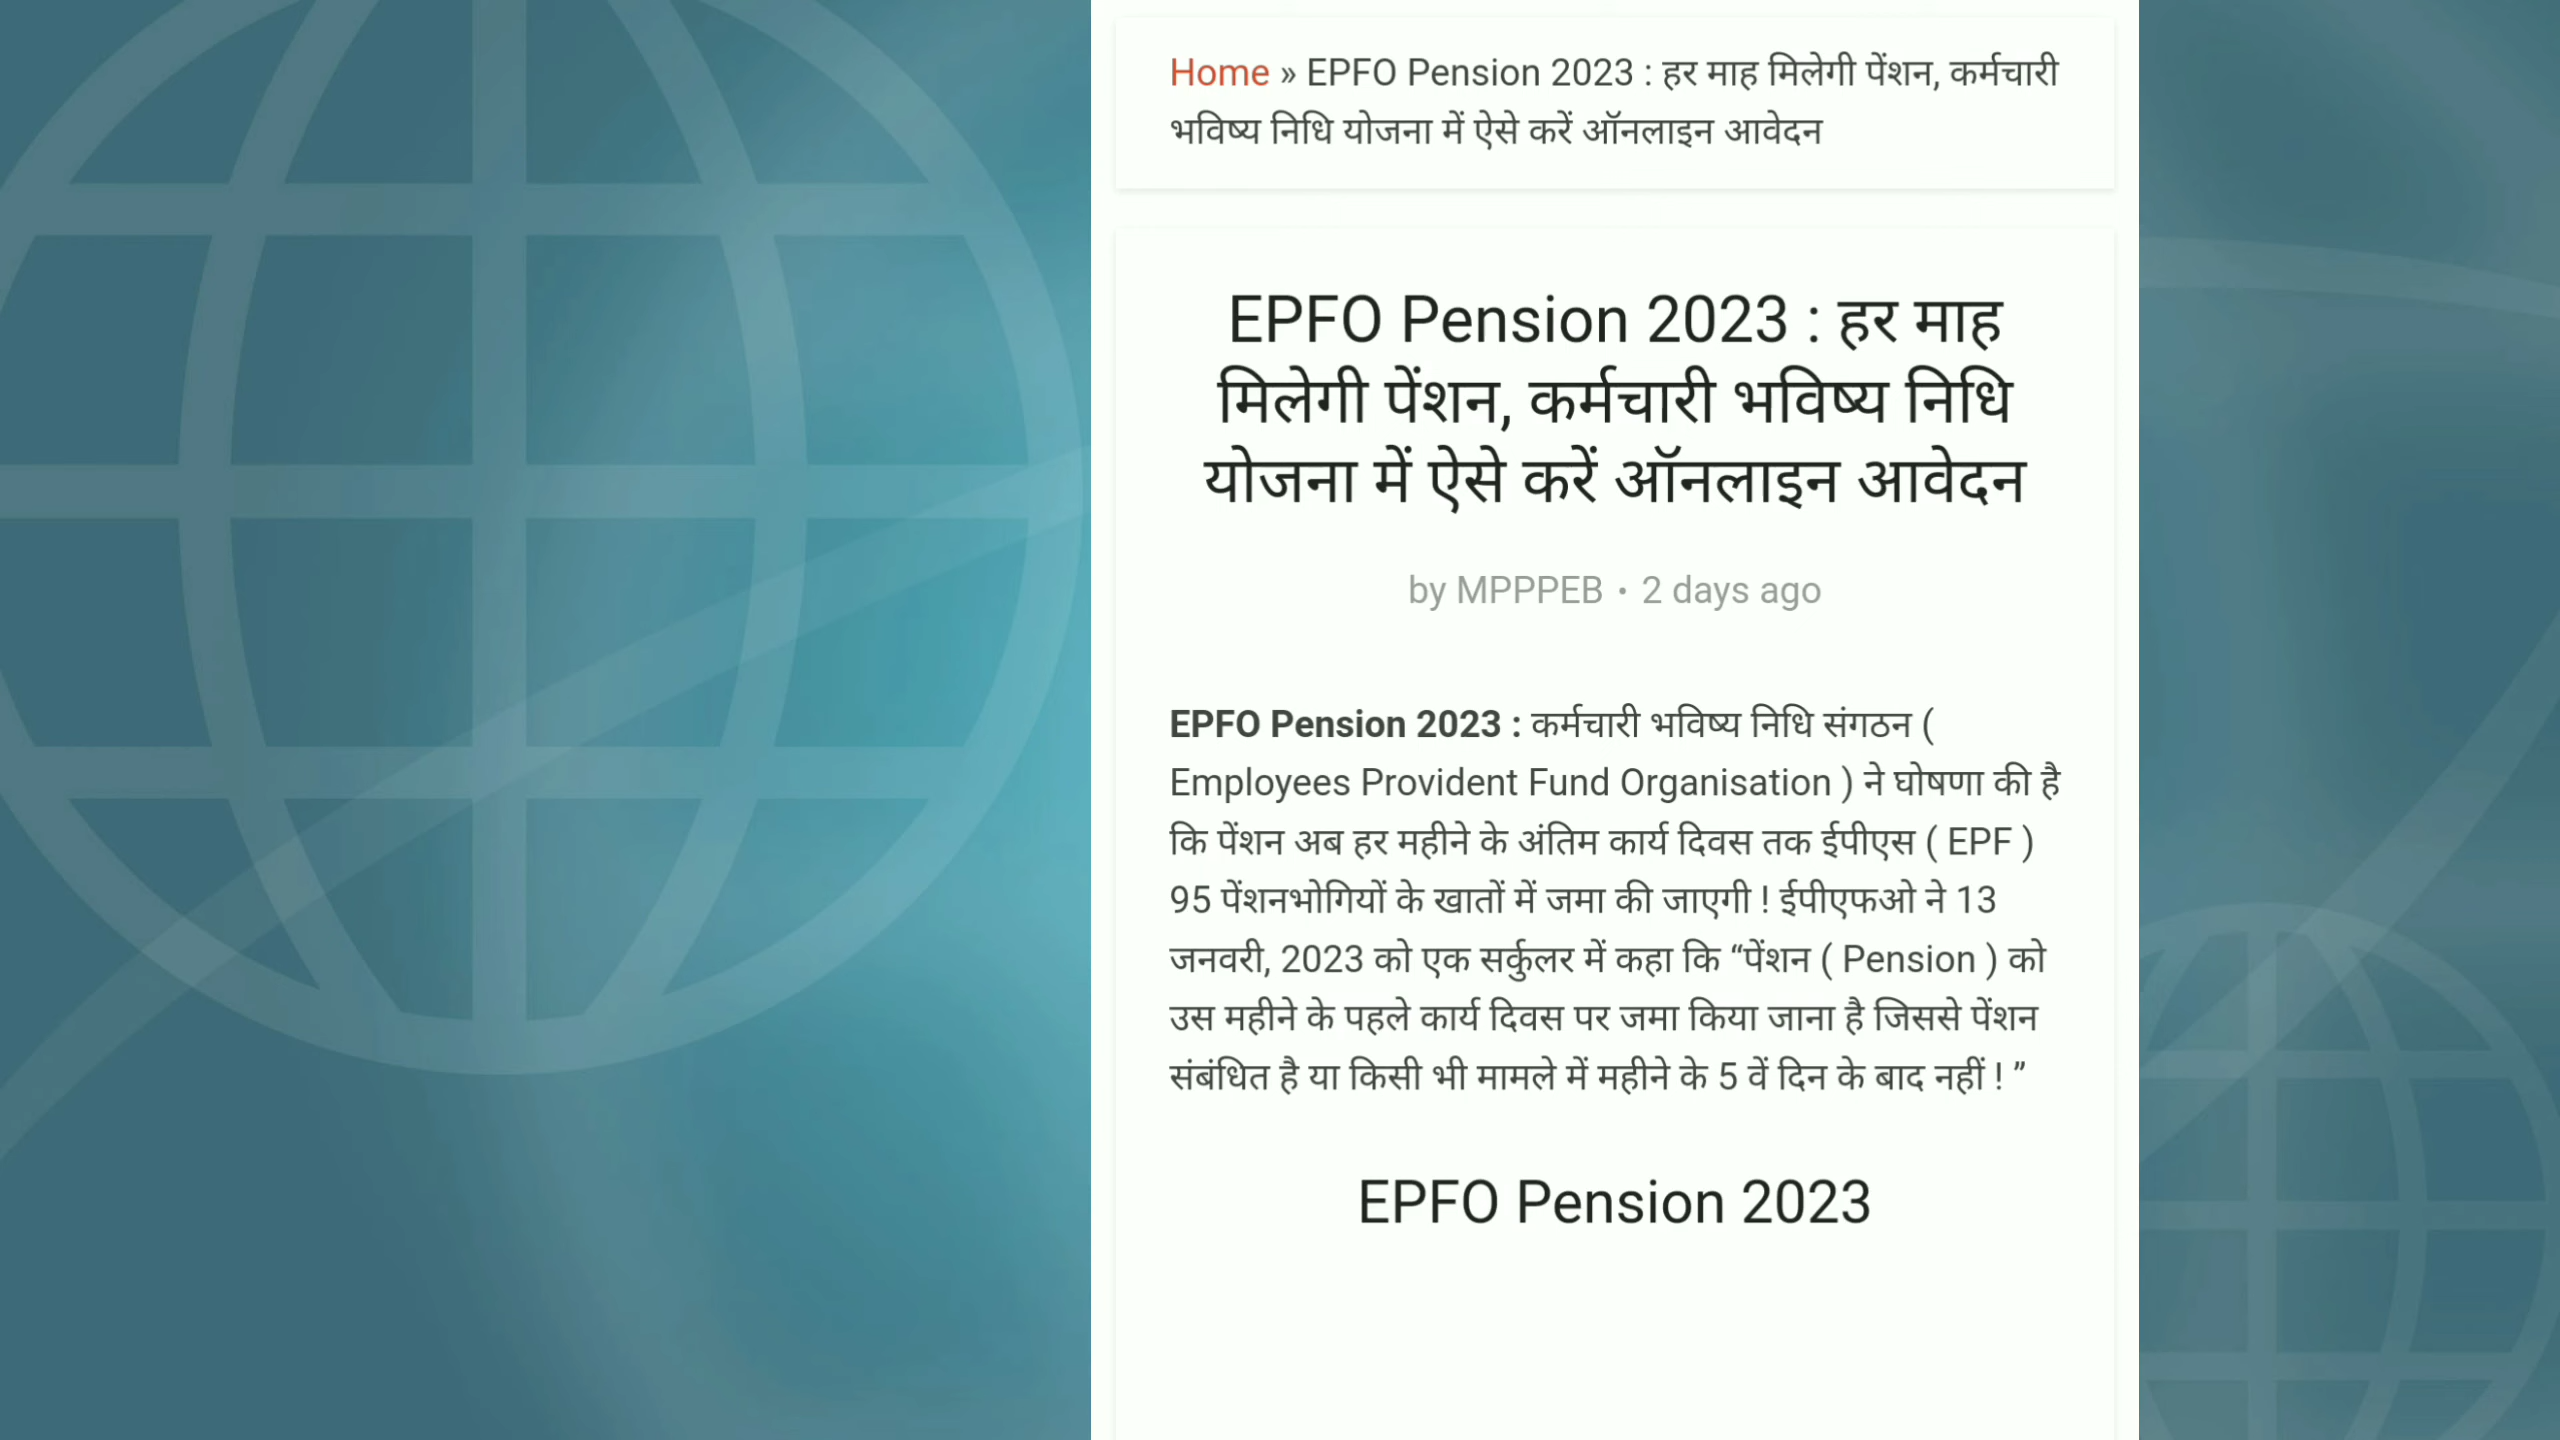 Home » EPFO Pension 2023 : हर माह मिलेगी पेंशन, कर्मचारी
भविष्य निधि योजना में ऐसे करें ऑनलाइन आवेदन
EPFO Pension 2023 : हर माह
मिलेगी पेंशन, कर्मचारी भविष्य निधि
योजना में ऐसे करें ऑनलाइन आवेदन
by MPPPEB • 2 days ago
EPFO Pension 2023 : कर्मचारी भविष्य निधि संगठन (
Employees Provident Fund Organisation ) ने घोषणा की है
कि पेंशन अब हर महीने के अंतिम कार्य दिवस तक ईपीएस ( EPF )
95 पेंशनभोगियों के खातों में जमा की जाएगी ! ईपीएफओ ने 13
जनवरी, 2023 को एक सर्कुलर में कहा कि “पेंशन ( Pension ) को
उस महीने के पहले कार्य दिवस पर जमा किया जाना है जिससे पेंशन
संबंधित है या किसी भी मामले में महीने के 5 वें दिन के बाद नहीं ! ”
EPFO Pension 2023